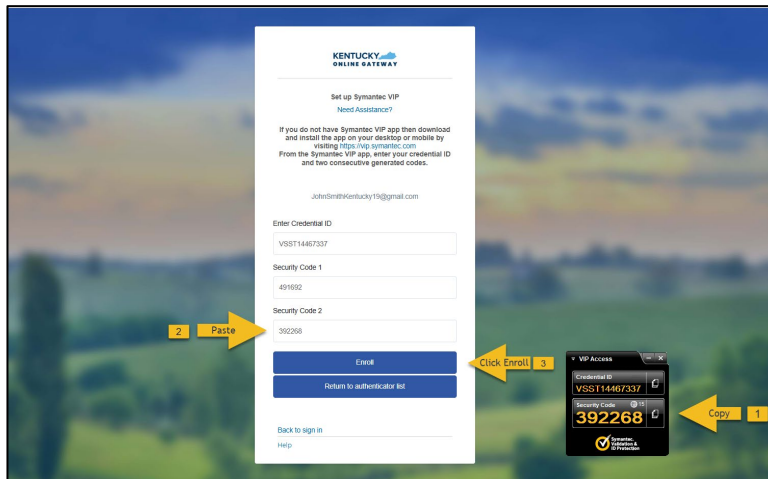 KENTUCKY
ONLINE GATEWAY
Set up Symantec VIP
Need Assistance?
If you do not have Symantec VIP app then download
and install the app on your desktop or mobile by
visiting https://vip.symantec.com
From the Symantec VIP app, enter your credential ID
and two consecutive generated codes.
JohnSmithKentucky19@gmail.com
Enter Credential ID
VSST14467337
Security Code 1
491692
Security Code 2
2 Paste
392268
Enroll
Click Enroll 3
Return to authenticator list
Back to sign in
Help
VIP Access
Credential ID
VSST14467337
Security Code 15
392268
Copy 1
Symantec.
Validation &
ID Protection